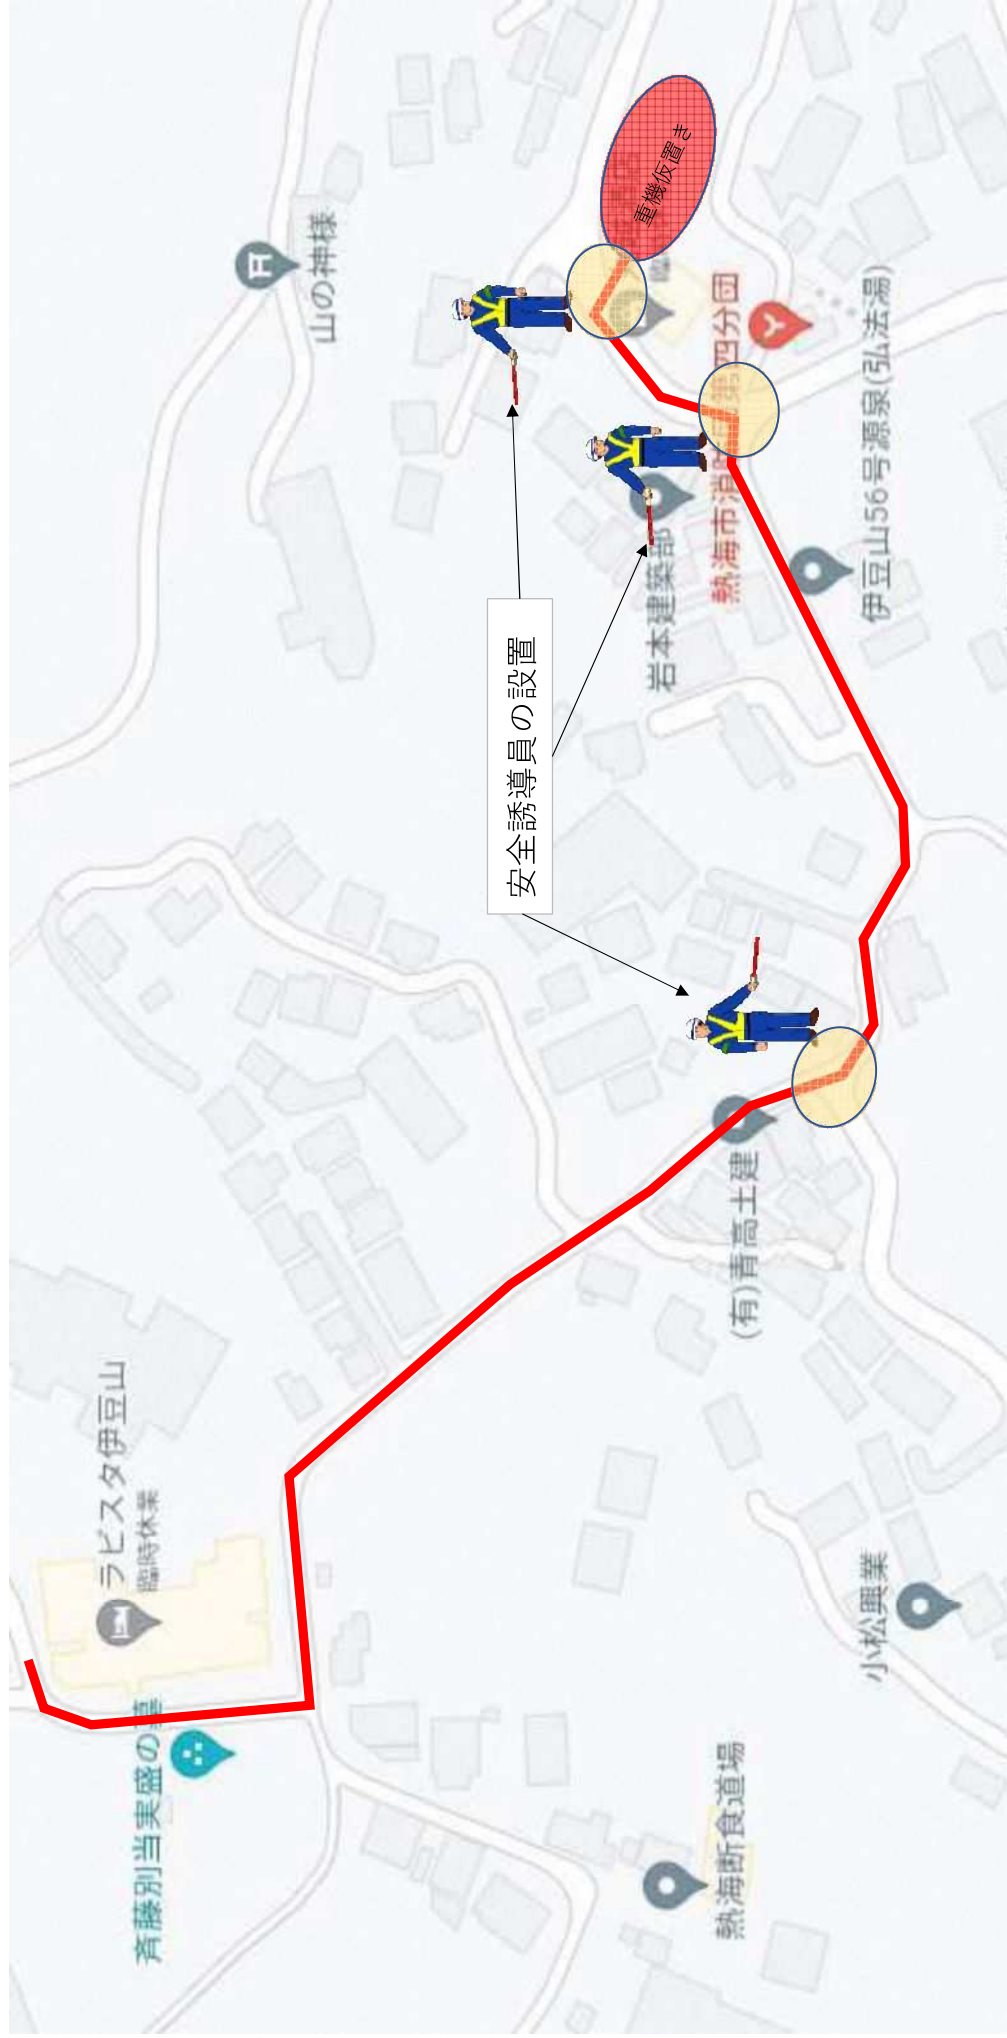 斉藤別当実盛の墓
ラビスタ伊豆山
臨時休業
山の神様
安全誘導員の設置
重機仮置き
岩本建築部
熱海市消防団第四分団
伊豆山56号源泉(弘法湯)
(有)青高土建
小松興業
熱海断食道場